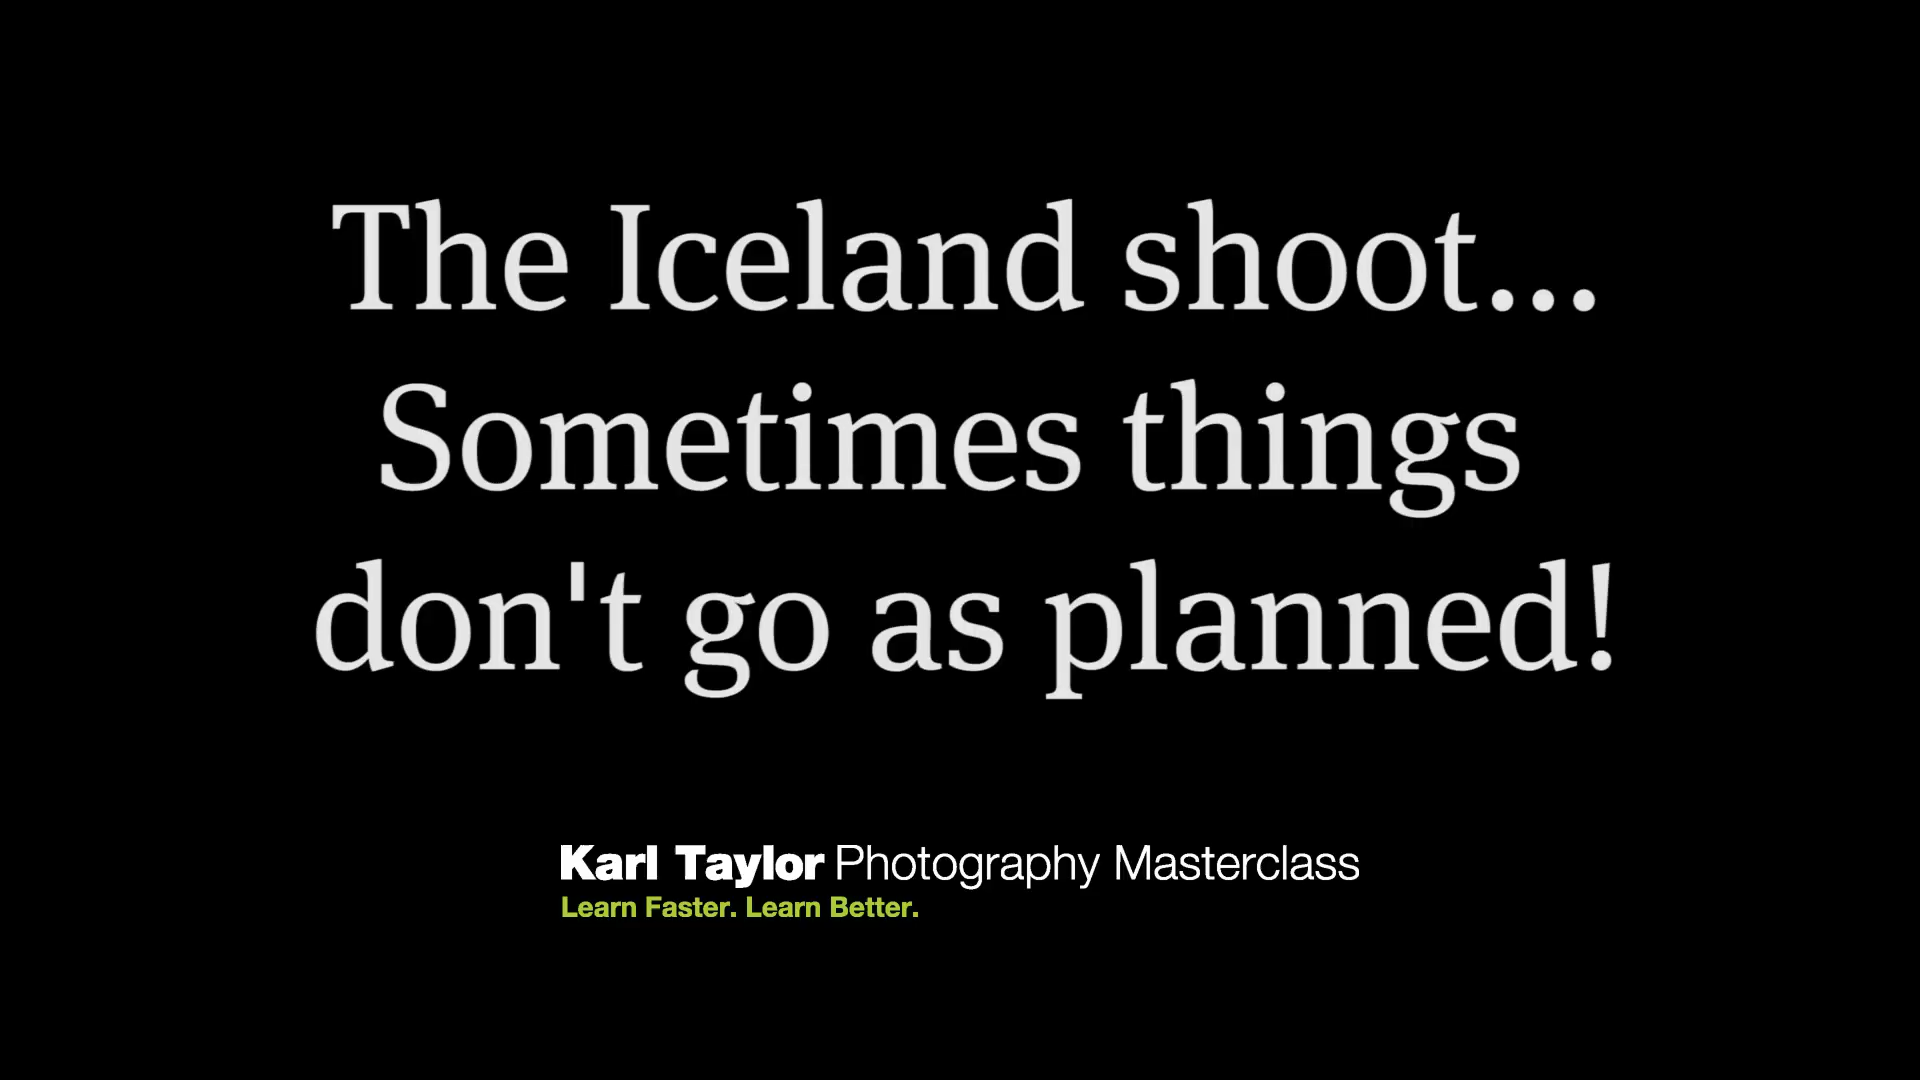 The Iceland shoot...
Sometimes things
don't go as planned!
Karl Taylor Photography Masterclass
Learn Faster. Learn Better.